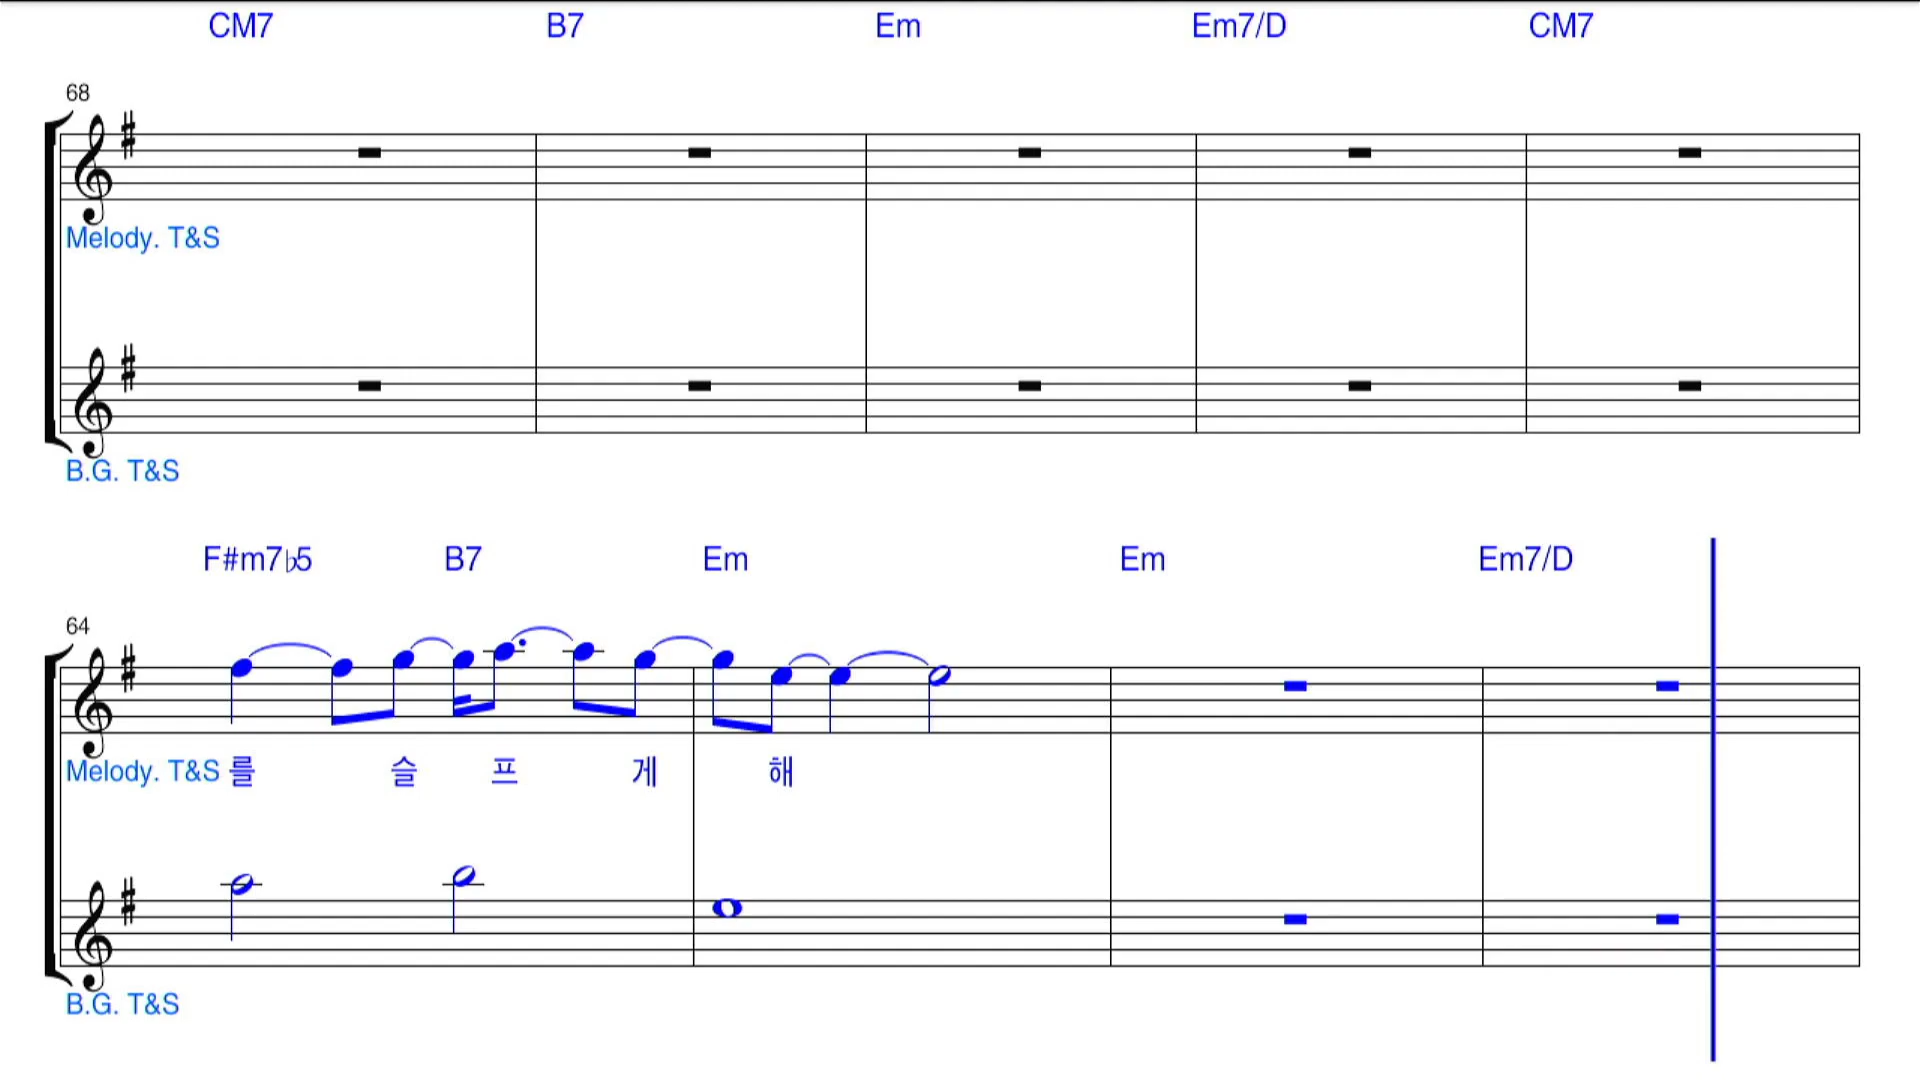 CM7 B7 Em Em7/D CM7
68
Melody. T&S
B.G. T&S
F#m7♭5 B7 Em Em Em7/D
64
Melody. T&S 를 슬 프 게 해
B.G. T&S